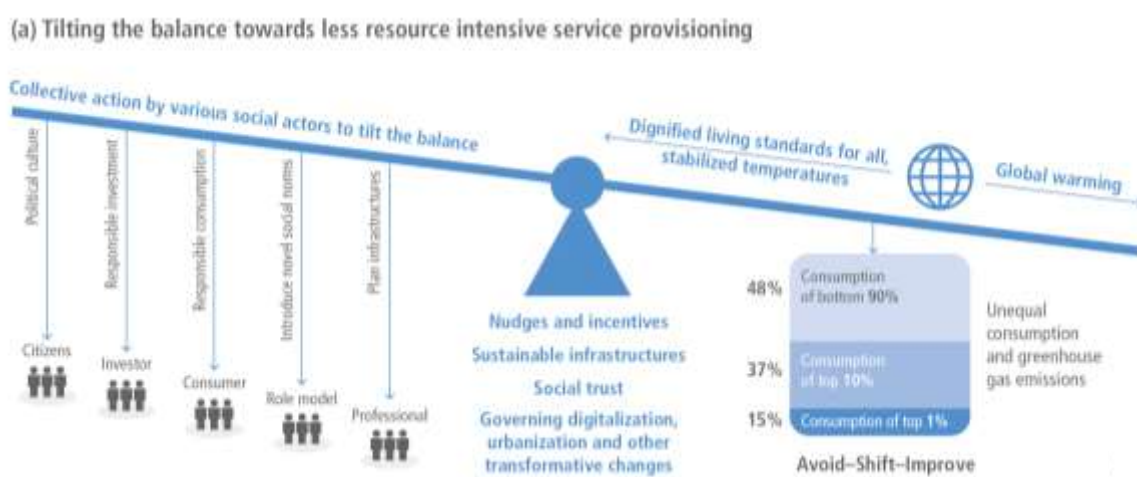 (a) Tilting the balance towards less resource intensive service provisioning
Collective action by various social actors to tilt the balance
Dignified living standards for all,
stabilized temperatures
Global warming
Political culture
Responsible investment
Responsible consumption
Introduce novel social norms
Plan infrastructures
Citizens
Investor
Consumer
Role model
Professional
Nudges and incentives
Sustainable infrastructures
Social trust
Governing digitalization,
urbanization and other
transformative changes
48%
Consumption
of bottom 90%
37%
Consumption
of top 10%
15%
Consumption of top 1%
Unequal
consumption
and greenhouse
gas emissions
Avoid–Shift–Improve